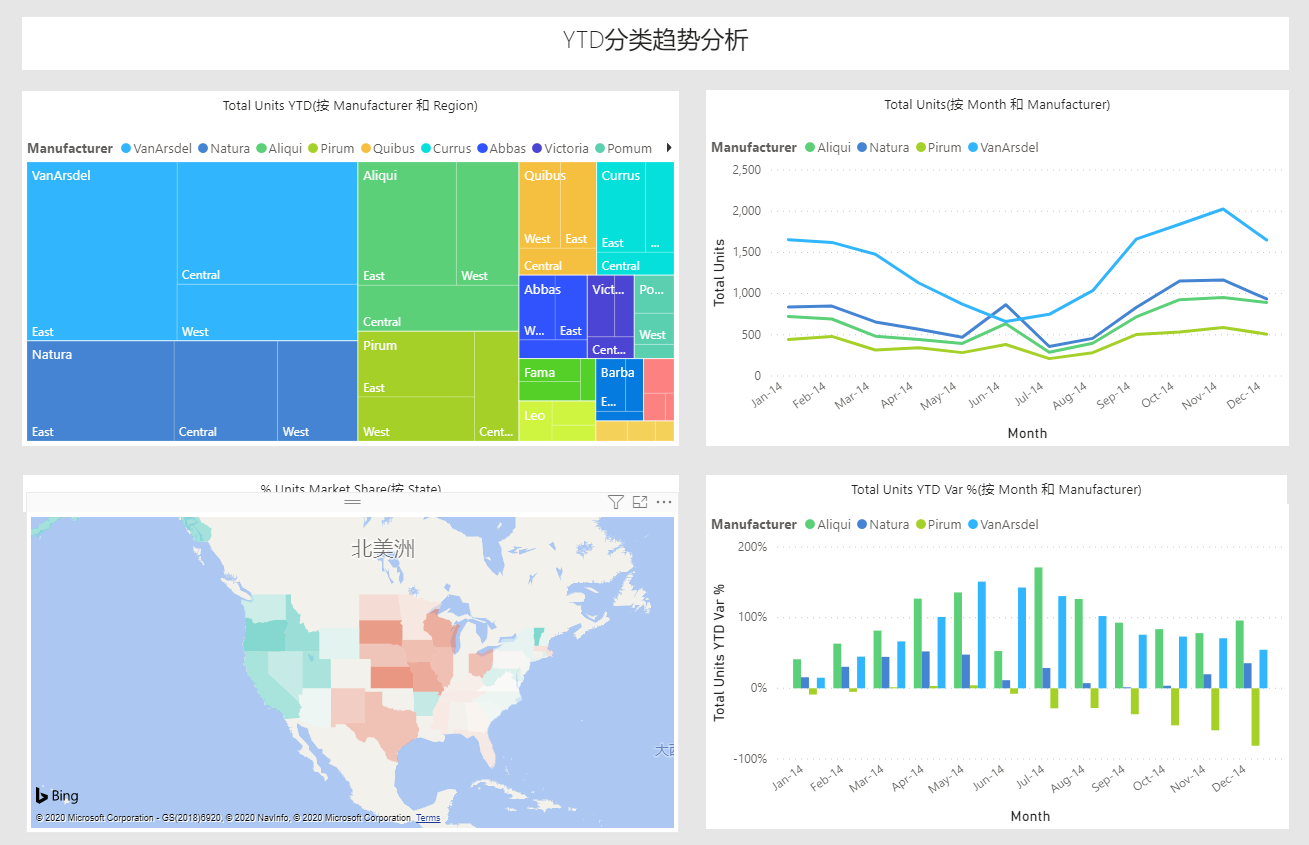 YTD分类趋势分析
Total Units YTD(按 Manufacturer 和 Region)
Manufacturer VanArsdel Natura Aliqui Pirum Quibus Currus Abbas Victoria Pomum
VanArsdel
East
Central
West
Natura
East
Central
West
Aliqui
East
West
Central
Pirum
East
West
Cent...
Quibus
West
East
Central
Currus
East
...
Central
Abbas
W...
East
Vict...
Cent...
Po...
West
Fama
Leo
Barba
E...
Total Units(按 Month 和 Manufacturer)
Manufacturer Aliqui Natura Pirum VanArsdel
Total Units
2,500
2,000
1,500
1,000
500
0
Jan-14 Feb-14 Mar-14 Apr-14 May-14 Jun-14 Jul-14 Aug-14 Sep-14 Oct-14 Nov-14 Dec-14
Month
% Units Market Share(按 State)
北美洲
大西
Bing
© 2020 Microsoft Corporation - GS(2018)6920, © 2020 NavInfo, © 2020 Microsoft Corporation Terms
Total Units YTD Var %(按 Month 和 Manufacturer)
Manufacturer Aliqui Natura Pirum VanArsdel
Total Units YTD Var %
200%
100%
0%
-100%
Jan-14 Feb-14 Mar-14 Apr-14 May-14 Jun-14 Jul-14 Aug-14 Sep-14 Oct-14 Nov-14 Dec-14
Month